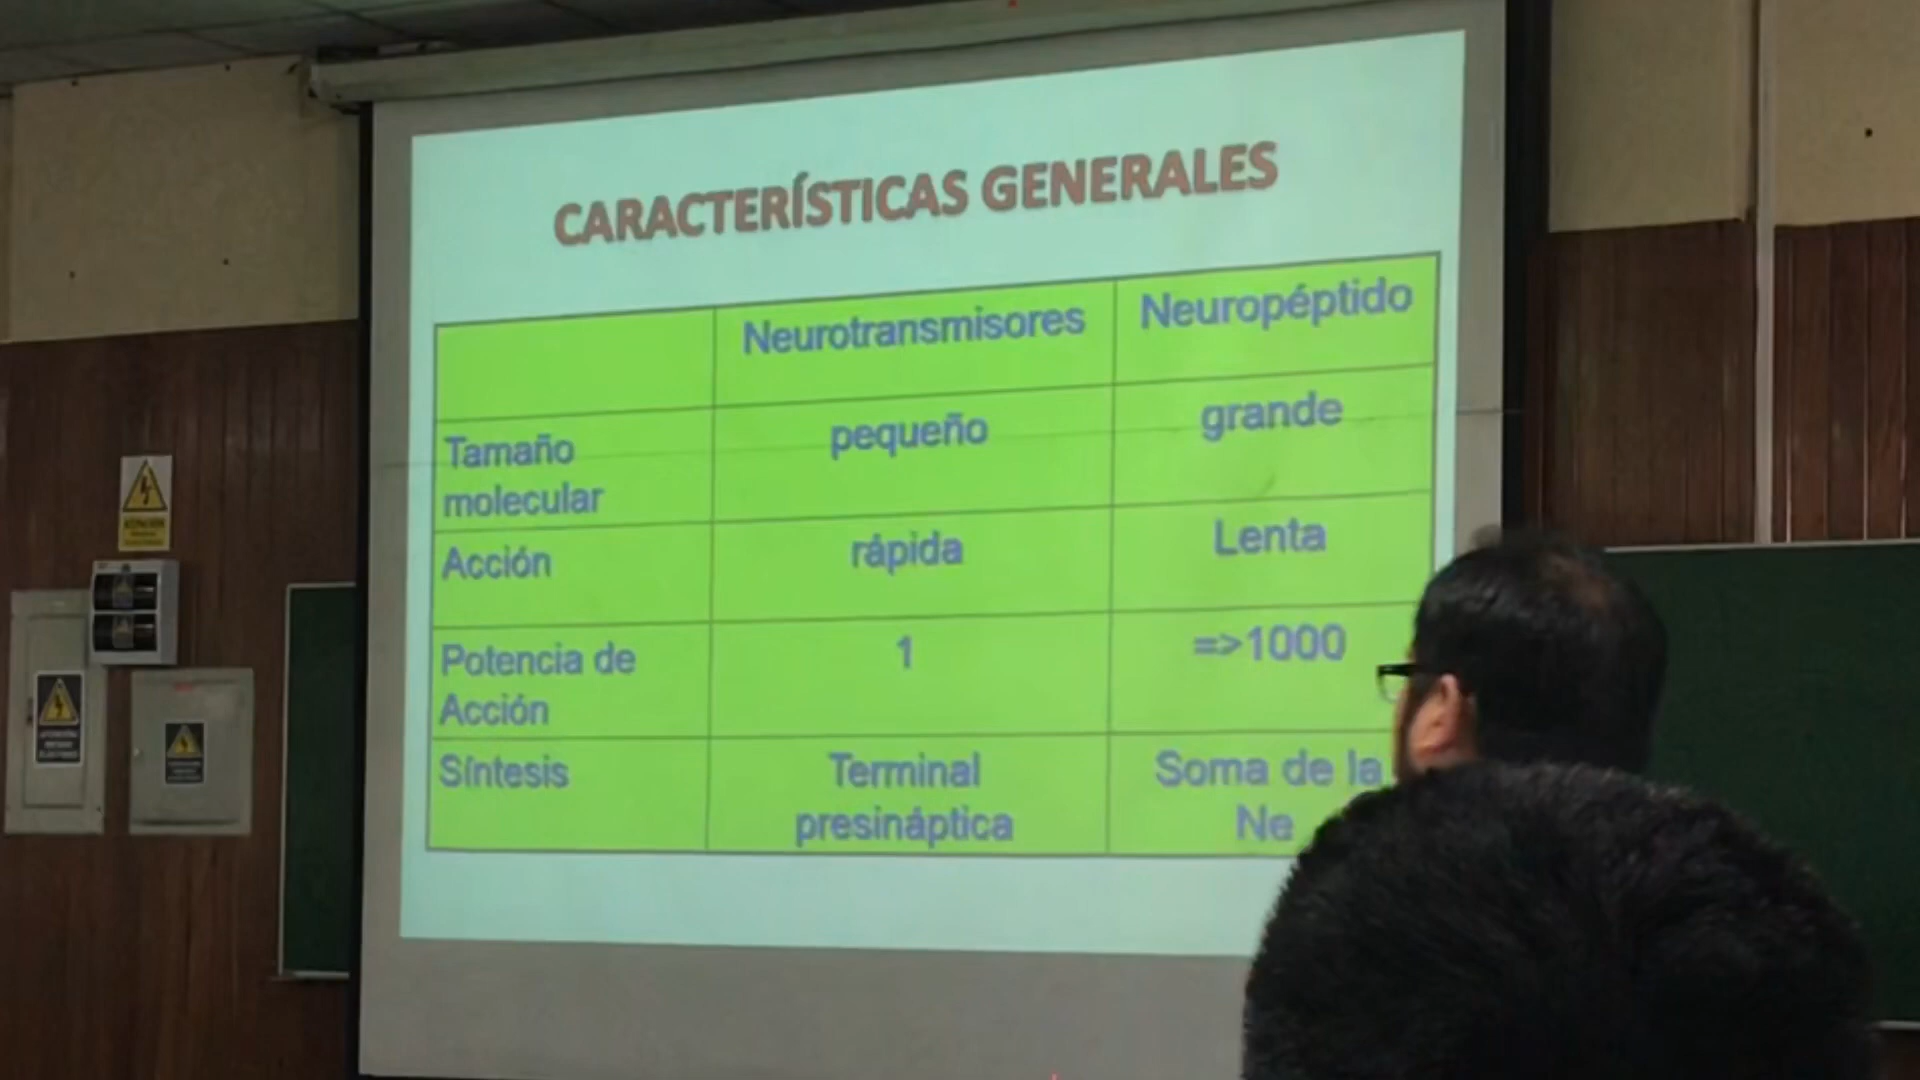 CARACTERÍSTICAS GENERALES
Neurotransmisores
Neuropéptido
Tamaño
molecular
pequeño
grande
Acción
rápida
Lenta
Potencia de
Acción
1
=>1000
Síntesis
Terminal
presináptica
Soma de la
Ne
ATENCIÓN